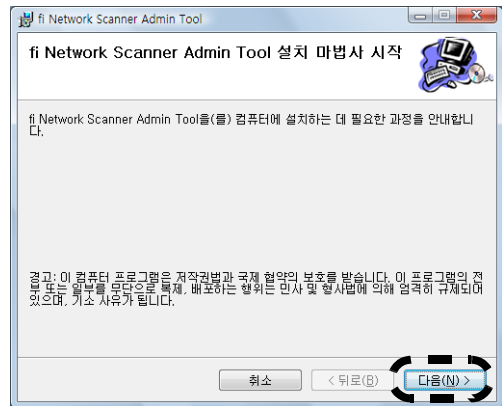 fi Network Scanner Admin Tool
fi Network Scanner Admin Tool 설치 마법사 시작
fi Network Scanner Admin Tool을(를) 컴퓨터에 설치하는 데 필요한 과정을 안내합니
다.
경고: 이 컴퓨터 프로그램은 저작권법과 국제 협약의 보호를 받습니다. 이 프로그램의 전
부 또는 일부를 무단으로 복제, 배포하는 행위는 민사 및 형사법에 의해 엄격히 규제되어
있으며, 기소 사유가 됩니다.
취소 < 뒤로(B) 다음(N) >